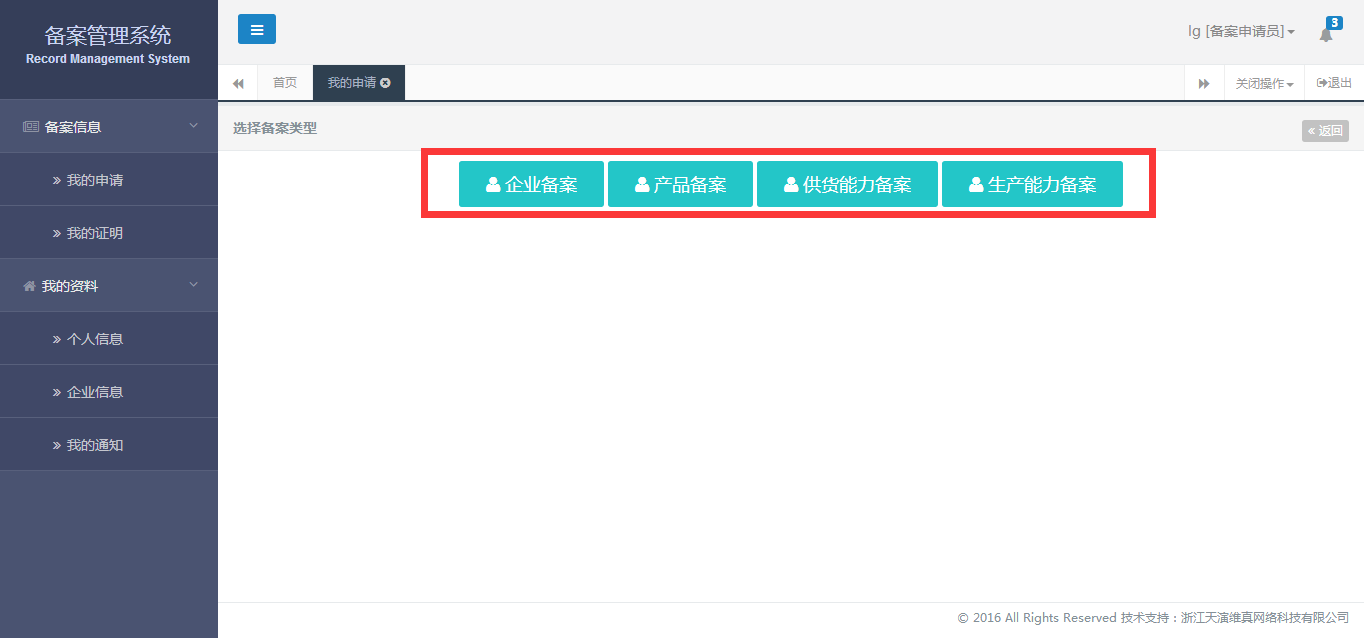 备案管理系统
Record Management System
lg [备案申请员]
3
首页
我的申请
关闭操作
退出
备案信息
我的申请
我的证明
我的资料
个人信息
企业信息
我的通知
选择备案类型
返回
企业备案
产品备案
供货能力备案
生产能力备案
© 2016 All Rights Reserved 技术支持：浙江天演维真网络科技有限公司